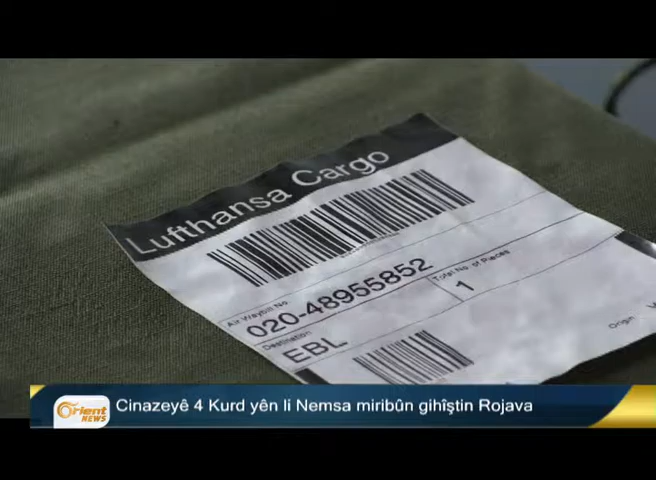 Lufthansa Cargo
Air Waybill No.
020-48955852
Destination
EBL
Total No. of Pieces
1
Origin
Orient
NEWS
Cinazeyê 4 Kurd yên li Nemsa miribûn gihîştin Rojava